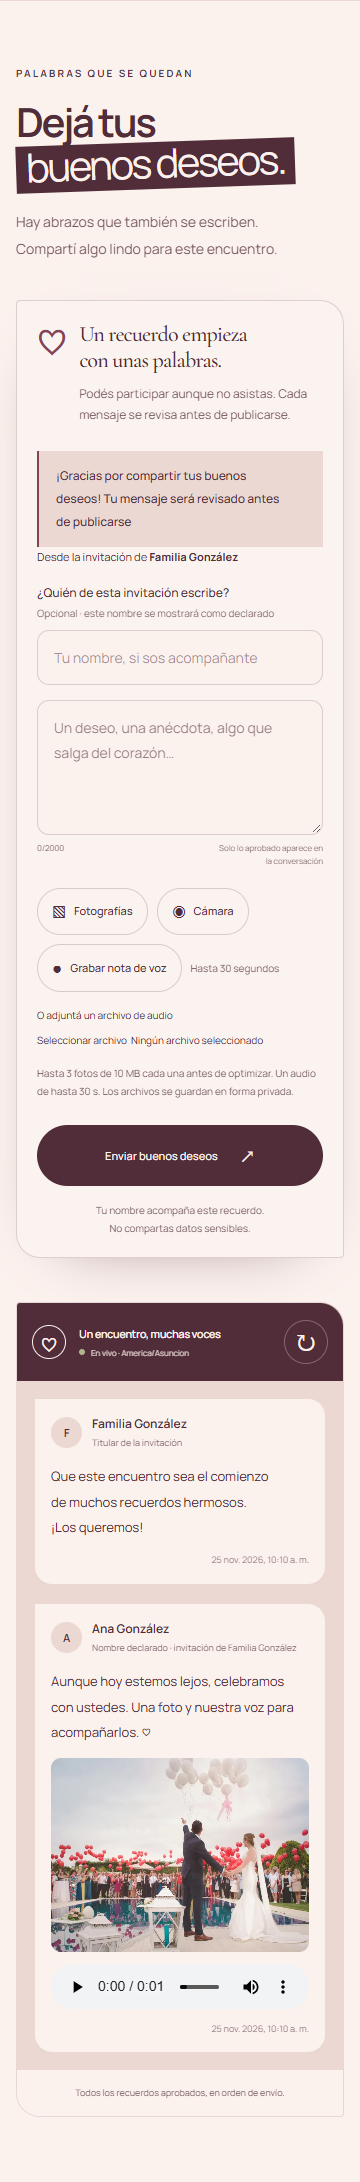 PALABRAS QUE SE QUEDAN
Dejá tus
buenos deseos.
Hay abrazos que también se escriben.
Compartí algo lindo para este encuentro.
Un recuerdo empieza
con unas palabras.
Podés participar aunque no asistas. Cada
mensaje se revisa antes de publicarse.
¡Gracias por compartir tus buenos
deseos! Tu mensaje será revisado antes
de publicarse
Desde la invitación de Familia González
¿Quién de esta invitación escribe?
Opcional · este nombre se mostrará como declarado
Tu nombre, si sos acompañante
Un deseo, una anécdota, algo que
salga del corazón…
0/2000
Solo lo aprobado aparece en
la conversación
Fotografías
Cámara
Grabar nota de voz
Hasta 30 segundos
O adjuntá un archivo de audio
Seleccionar archivo Ningún archivo seleccionado
Hasta 3 fotos de 10 MB cada una antes de optimizar. Un audio
de hasta 30 s. Los archivos se guardan en forma privada.
Enviar buenos deseos ↗
Tu nombre acompaña este recuerdo.
No compartas datos sensibles.
Un encuentro, muchas voces
En vivo · America/Asuncion
F
Familia González
Titular de la invitación
Que este encuentro sea el comienzo
de muchos recuerdos hermosos.
¡Los queremos!
25 nov. 2026, 10:10 a. m.
A
Ana González
Nombre declarado · invitación de Familia González
Aunque hoy estemos lejos, celebramos
con ustedes. Una foto y nuestra voz para
acompañarlos. ♡
0:00 / 0:01
25 nov. 2026, 10:10 a. m.
Todos los recuerdos aprobados, en orden de envío.